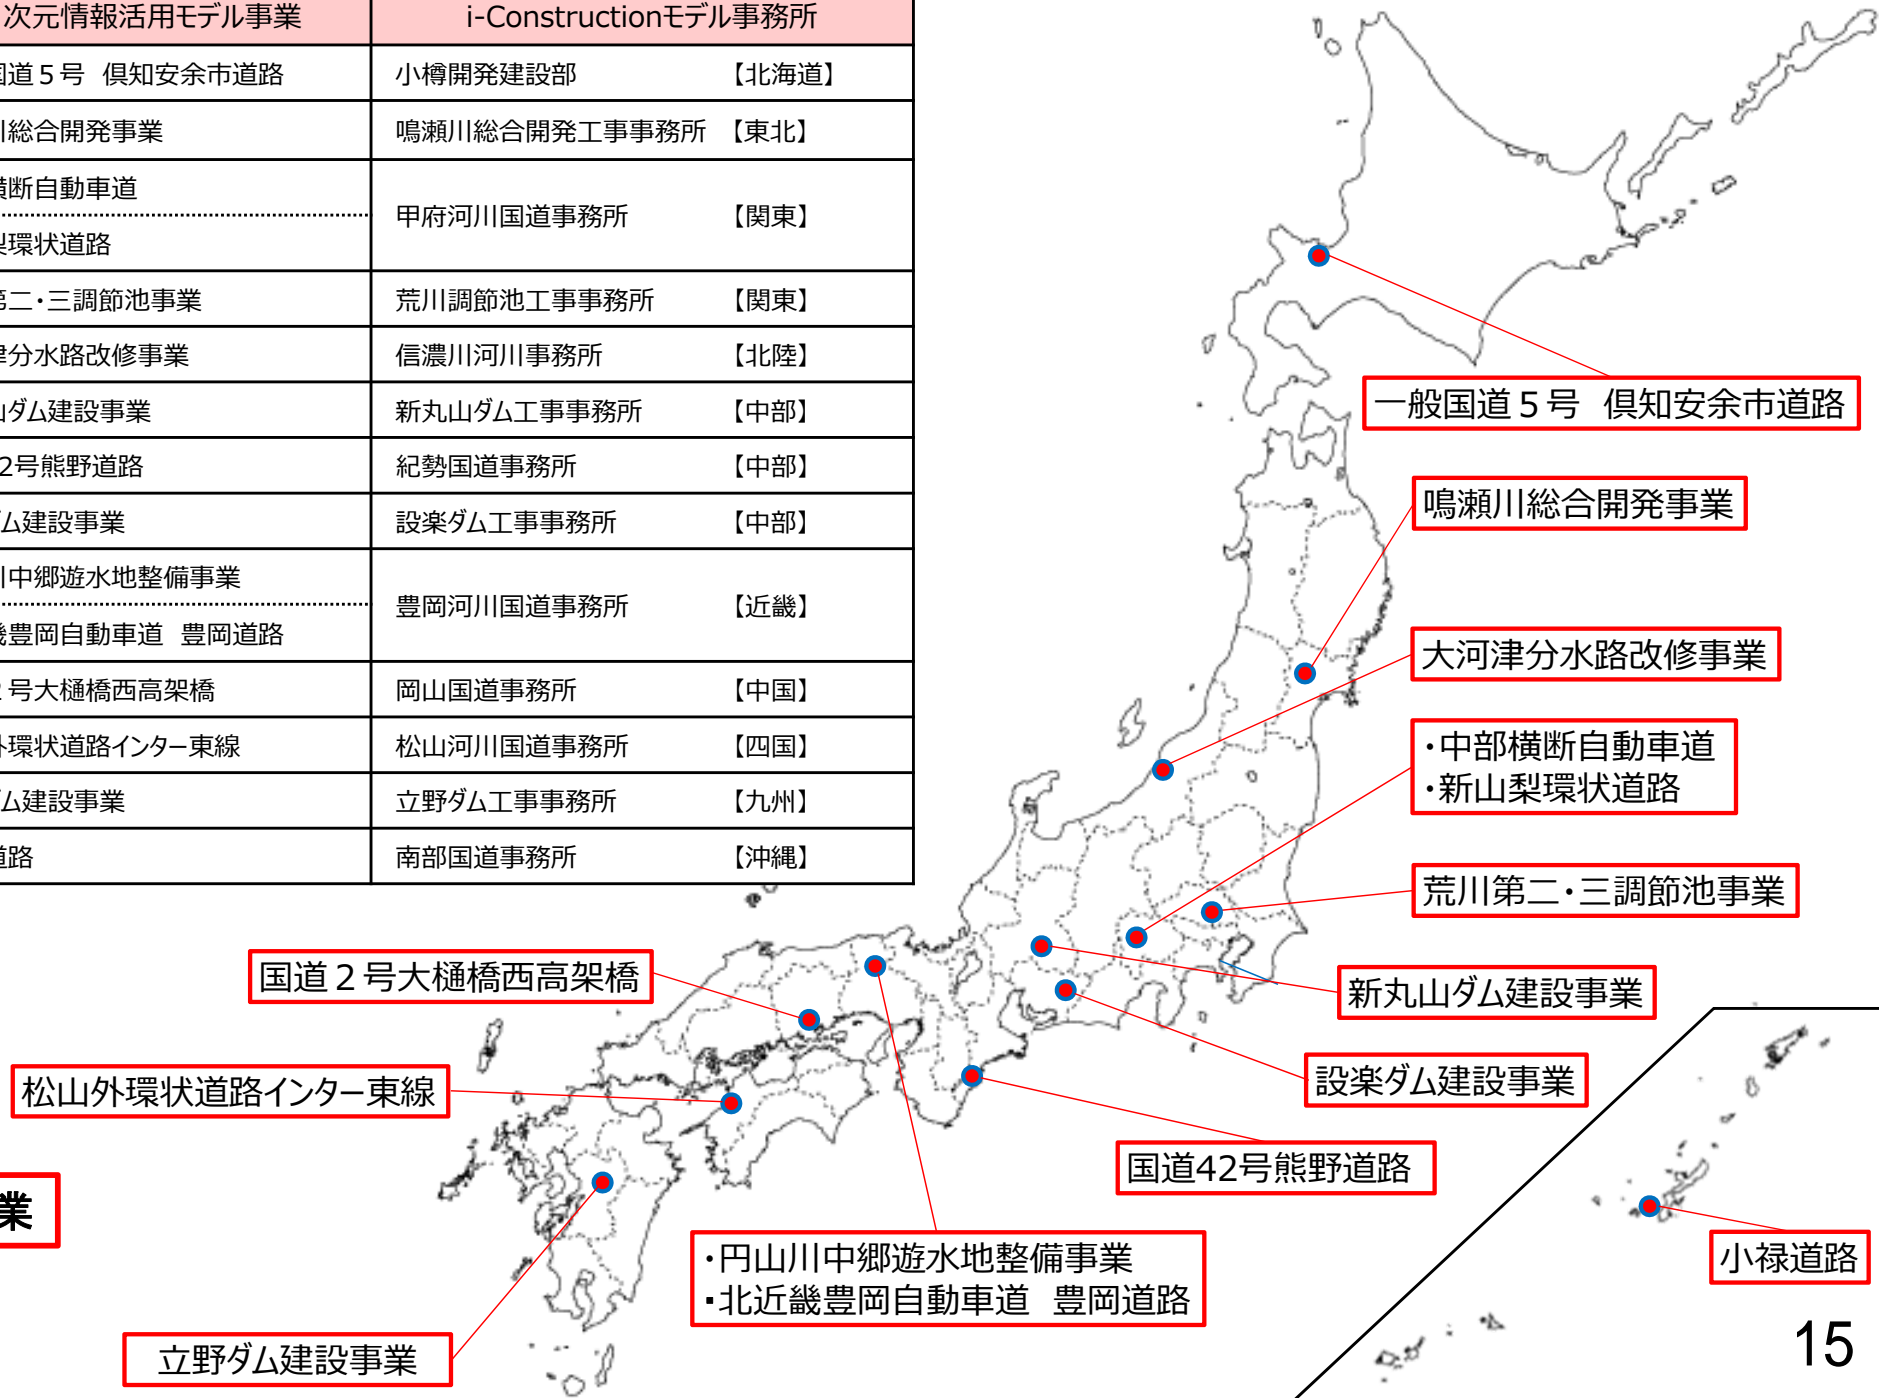 次元情報活用モデル事業 i-Constructionモデル事務所
国道５号 倶知安余市道路 小樽開発建設部 【北海道】
川総合開発事業 鳴瀬川総合開発工事事務所 【東北】
横断自動車道
梨環状道路
甲府河川国道事務所 【関東】
第二・三調節池事業 荒川調節池工事事務所 【関東】
津分水路改修事業 信濃川河川事務所 【北陸】
山ダム建設事業 新丸山ダム工事事務所 【中部】
2号熊野道路 紀勢国道事務所 【中部】
ダム建設事業 設楽ダム工事事務所 【中部】
川中郷遊水地整備事業
畿豊岡自動車道 豊岡道路
豊岡河川国道事務所 【近畿】
２号大樋橋西高架橋 岡山国道事務所 【中国】
外環状道路インター東線 松山河川国道事務所 【四国】
ダム建設事業 立野ダム工事事務所 【九州】
道路 南部国道事務所 【沖縄】
一般国道５号 倶知安余市道路
鳴瀬川総合開発事業
大河津分水路改修事業
・中部横断自動車道
・新山梨環状道路
荒川第二・三調節池事業
国道２号大樋橋西高架橋
新丸山ダム建設事業
設楽ダム建設事業
松山外環状道路インター東線
国道42号熊野道路
業
・円山川中郷遊水地整備事業
・北近畿豊岡自動車道 豊岡道路
小禄道路
立野ダム建設事業
15